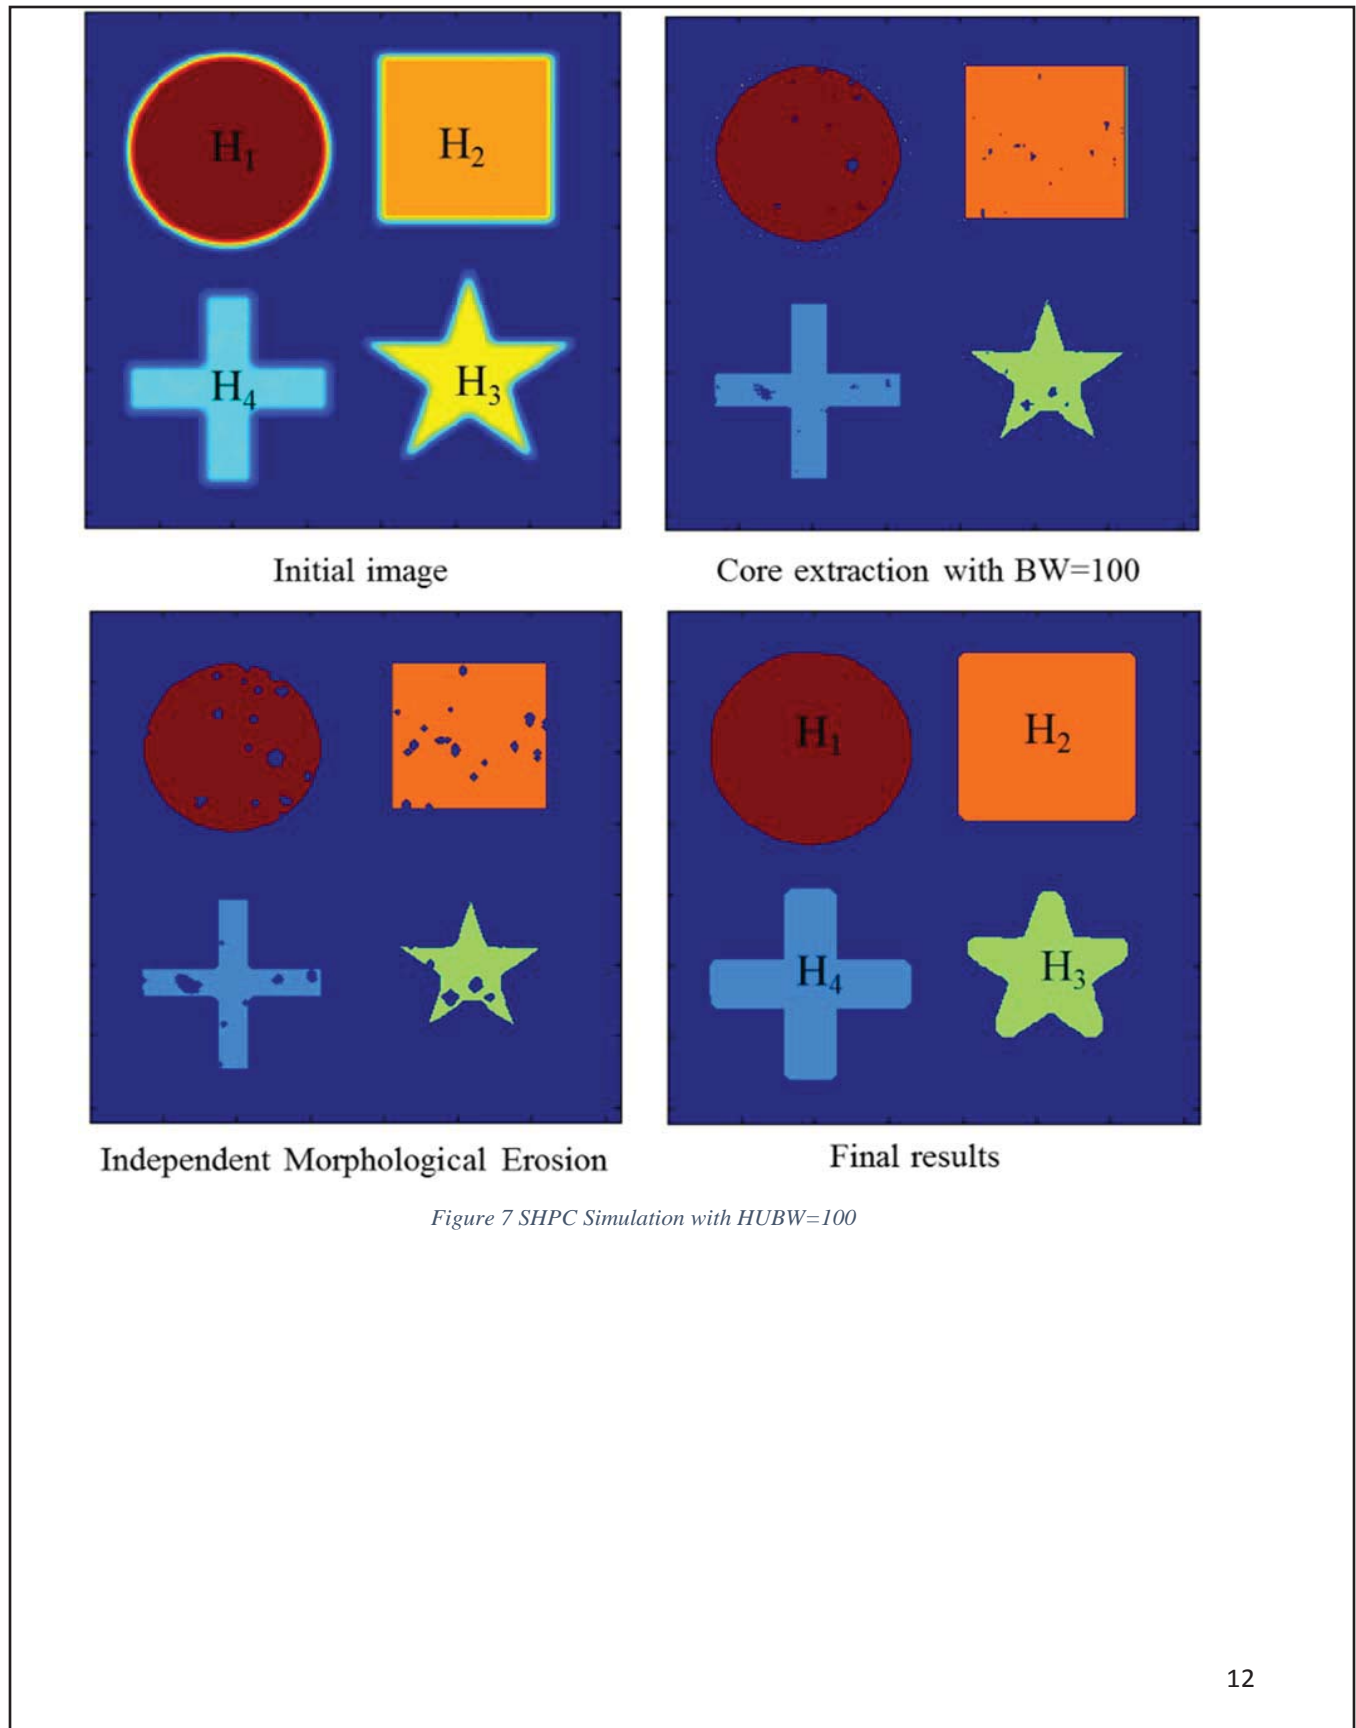 H₁
H₂
H₄
H₃
Initial image
Core extraction with BW=100
Independent Morphological Erosion
H₁
H₂
H₄
H₃
Final results
Figure 7 SHPC Simulation with HUBW=100
12